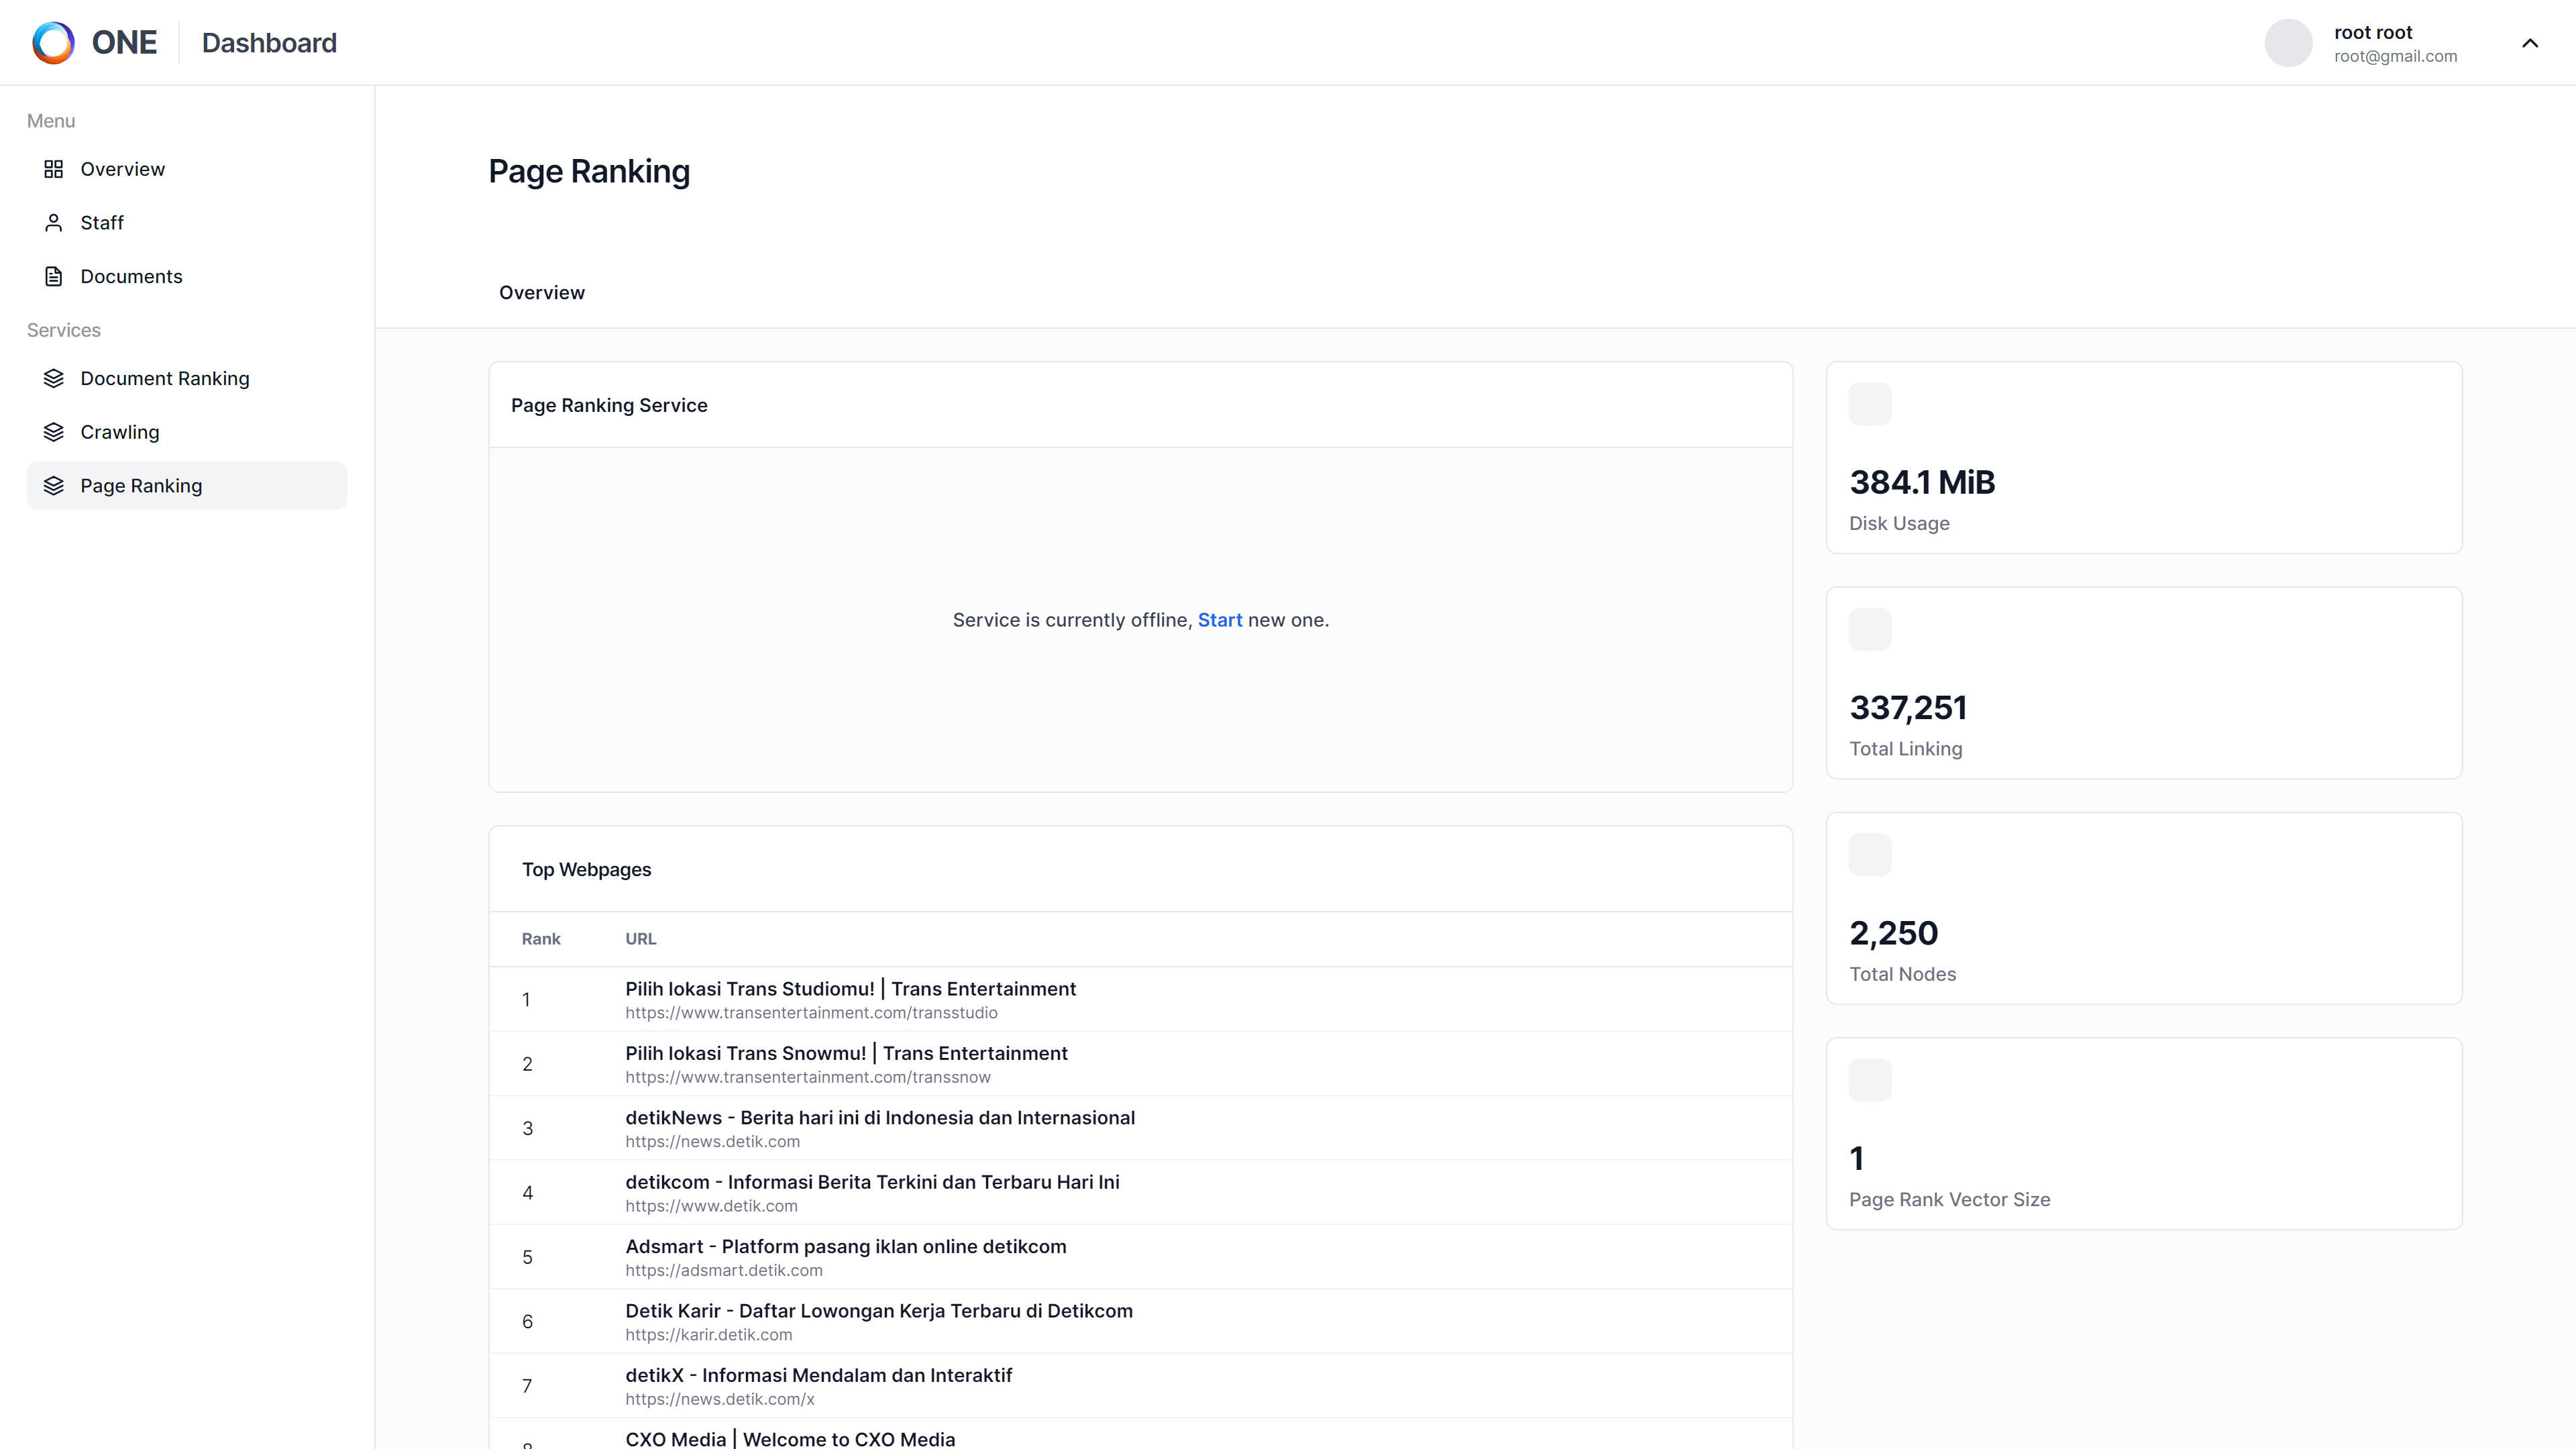 ONE
Dashboard
root root
root@gmail.com
Menu
Overview
Staff
Documents
Services
Document Ranking
Crawling
Page Ranking
Page Ranking
Overview
Page Ranking Service
Service is currently offline, Start new one.
384.1 MiB
Disk Usage
337,251
Total Linking
2,250
Total Nodes
1
Page Rank Vector Size
Top Webpages
Rank URL
1 Pilih lokasi Trans Studiomu! | Trans Entertainment
https://www.transentertainment.com/transstudio
2 Pilih lokasi Trans Snowmu! | Trans Entertainment
https://www.transentertainment.com/transsnow
3 detikNews - Berita hari ini di Indonesia dan Internasional
https://news.detik.com
4 detikcom - Informasi Berita Terkini dan Terbaru Hari Ini
https://www.detik.com
5 Adsmart - Platform pasang iklan online detikcom
https://adsmart.detik.com
6 Detik Karir - Daftar Lowongan Kerja Terbaru di Detikcom
https://karir.detik.com
7 detikX - Informasi Mendalam dan Interaktif
https://news.detik.com/x
CXO Media | Welcome to CXO Media